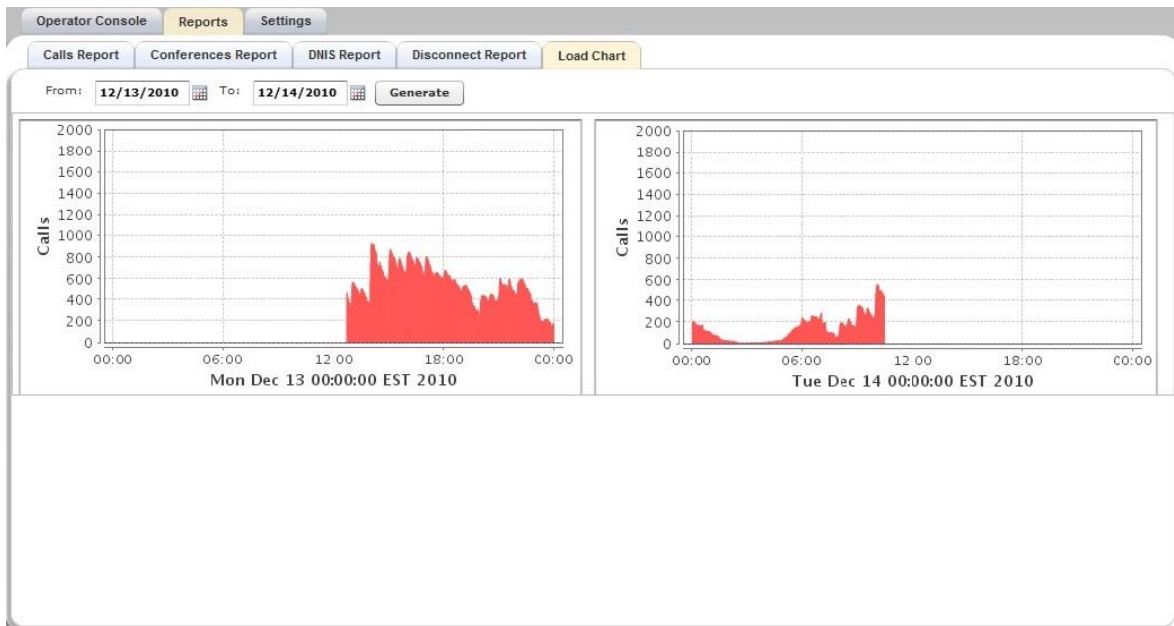 Operator Console Reports Settings
Calls Report Conferences Report DNIS Report Disconnect Report Load Chart
From: 12/13/2010 To: 12/14/2010 Generate
2000
1800
1600
1400
1200
1000
800
600
400
200
0
Calls
00:00 06:00 12 00 18:00 00:00
Mon Dec 13 00:00:00 EST 2010
2000
1800
1600
1400
1200
1000
800
600
400
200
0
Calls
00:00 06:00 12 00 18:00 00:00
Tue Dec 14 00:00:00 EST 2010